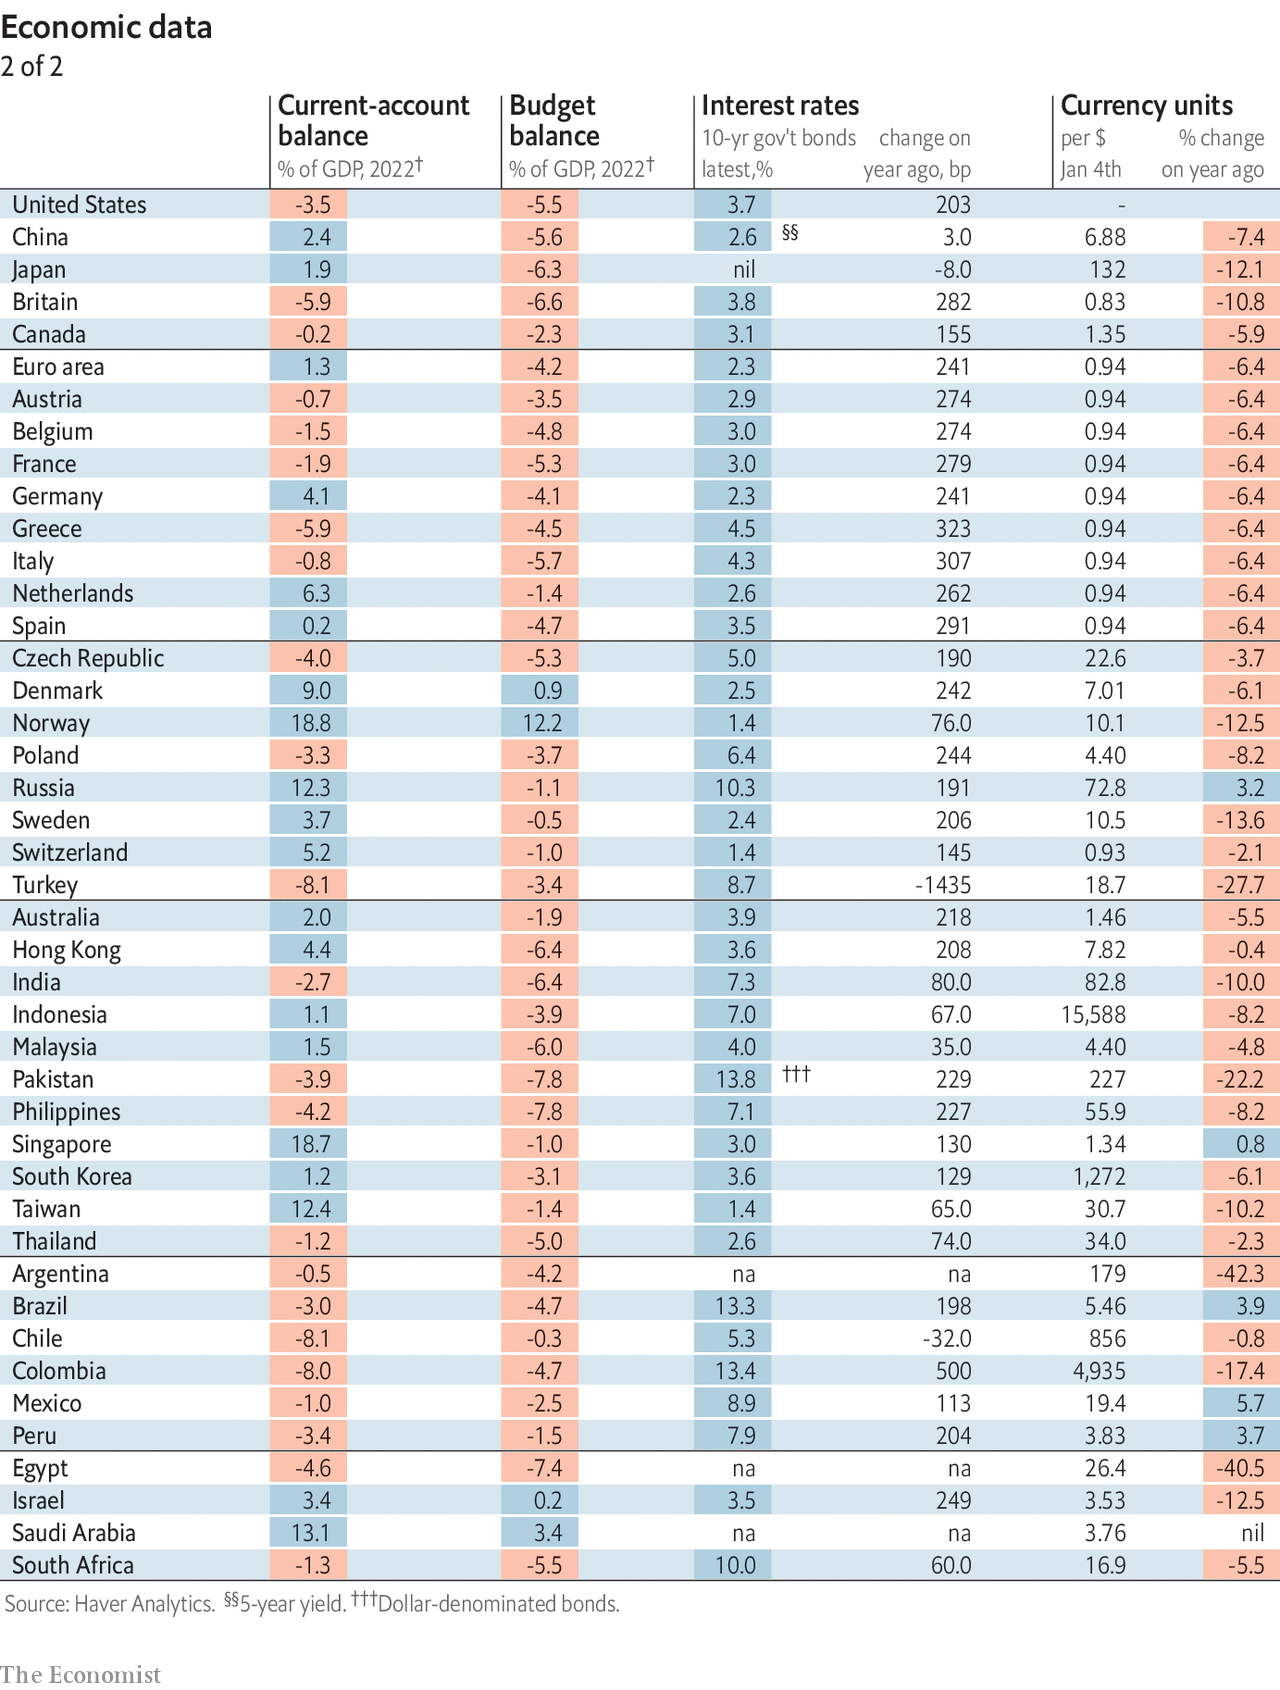 Economic data
2 of 2
Current-account balance Budget balance Interest rates Currency units
% of GDP, 2022† % of GDP, 2022† 10-yr gov't bonds latest,% change on year ago, bp per $ Jan 4th % change on year ago
United States -3.5 -5.5 3.7 203 -
China 2.4 -5.6 2.6 §§ 3.0 6.88 -7.4
Japan 1.9 -6.3 nil -8.0 132 -12.1
Britain -5.9 -6.6 3.8 282 0.83 -10.8
Canada -0.2 -2.3 3.1 155 1.35 -5.9
Euro area 1.3 -4.2 2.3 241 0.94 -6.4
Austria -0.7 -3.5 2.9 274 0.94 -6.4
Belgium -1.5 -4.8 3.0 274 0.94 -6.4
France -1.9 -5.3 3.0 279 0.94 -6.4
Germany 4.1 -4.1 2.3 241 0.94 -6.4
Greece -5.9 -4.5 4.5 323 0.94 -6.4
Italy -0.8 -5.7 4.3 307 0.94 -6.4
Netherlands 6.3 -1.4 2.6 262 0.94 -6.4
Spain 0.2 -4.7 3.5 291 0.94 -6.4
Czech Republic -4.0 -5.3 5.0 190 22.6 -3.7
Denmark 9.0 0.9 2.5 242 7.01 -6.1
Norway 18.8 12.2 1.4 76.0 10.1 -12.5
Poland -3.3 -3.7 6.4 244 4.40 -8.2
Russia 12.3 -1.1 10.3 191 72.8 3.2
Sweden 3.7 -0.5 2.4 206 10.5 -13.6
Switzerland 5.2 -1.0 1.4 145 0.93 -2.1
Turkey -8.1 -3.4 8.7 -1435 18.7 -27.7
Australia 2.0 -1.9 3.9 218 1.46 -5.5
Hong Kong 4.4 -6.4 3.6 208 7.82 -0.4
India -2.7 -6.4 7.3 80.0 82.8 -10.0
Indonesia 1.1 -3.9 7.0 67.0 15,588 -8.2
Malaysia 1.5 -6.0 4.0 35.0 4.40 -4.8
Pakistan -3.9 -7.8 13.8 ††† 229 227 -22.2
Philippines -4.2 -7.8 7.1 227 55.9 -8.2
Singapore 18.7 -1.0 3.0 130 1.34 0.8
South Korea 1.2 -3.1 3.6 129 1,272 -6.1
Taiwan 12.4 -1.4 1.4 65.0 30.7 -10.2
Thailand -1.2 -5.0 2.6 74.0 34.0 -2.3
Argentina -0.5 -4.2 na na 179 -42.3
Brazil -3.0 -4.7 13.3 198 5.46 3.9
Chile -8.1 -0.3 5.3 -32.0 856 -0.8
Colombia -8.0 -4.7 13.4 500 4,935 -17.4
Mexico -1.0 -2.5 8.9 113 19.4 5.7
Peru -3.4 -1.5 7.9 204 3.83 3.7
Egypt -4.6 -7.4 na na 26.4 -40.5
Israel 3.4 0.2 3.5 249 3.53 -12.5
Saudi Arabia 13.1 3.4 na na 3.76 nil
South Africa -1.3 -5.5 10.0 60.0 16.9 -5.5
Source: Haver Analytics. §§5-year yield. †††Dollar-denominated bonds.
The Economist